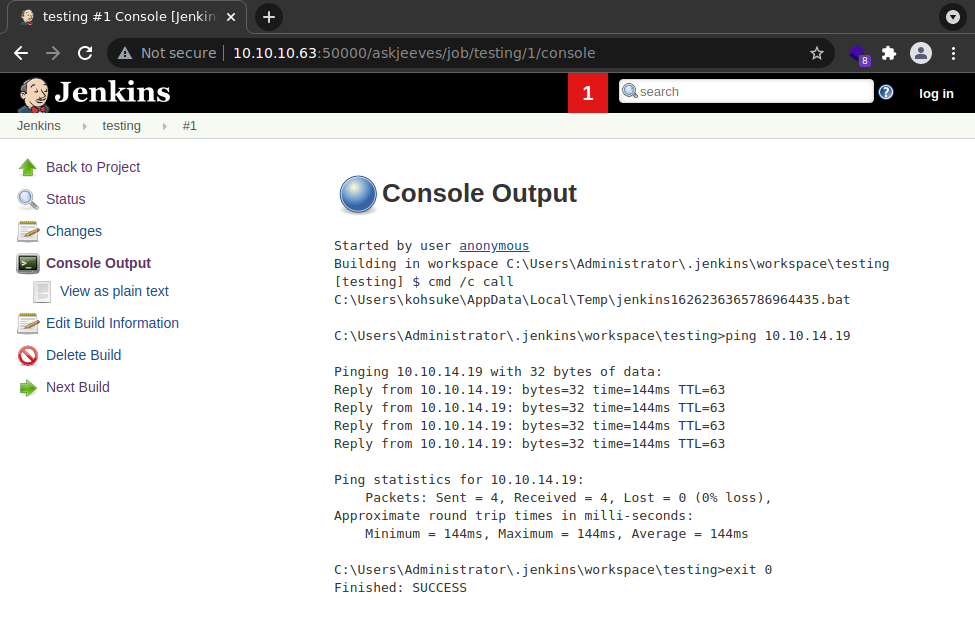 testing #1 Console [Jenkin
Not secure | 10.10.10.63:50000/askjeeves/job/testing/1/console
8
Jenkins
1
search
?
log in
Jenkins
testing
#1
Back to Project
Status
Changes
Console Output
View as plain text
Edit Build Information
Delete Build
Next Build
Console Output
Started by user anonymous
Building in workspace C:\Users\Administrator\.jenkins\workspace\testing
[testing] $ cmd /c call
C:\Users\kohsuke\AppData\Local\Temp\jenkins1626236365786964435.bat
C:\Users\Administrator\.jenkins\workspace\testing>ping 10.10.14.19
Pinging 10.10.14.19 with 32 bytes of data:
Reply from 10.10.14.19: bytes=32 time=144ms TTL=63
Reply from 10.10.14.19: bytes=32 time=144ms TTL=63
Reply from 10.10.14.19: bytes=32 time=144ms TTL=63
Reply from 10.10.14.19: bytes=32 time=144ms TTL=63
Ping statistics for 10.10.14.19:
Packets: Sent = 4, Received = 4, Lost = 0 (0% loss),
Approximate round trip times in milli-seconds:
Minimum = 144ms, Maximum = 144ms, Average = 144ms
C:\Users\Administrator\.jenkins\workspace\testing>exit 0
Finished: SUCCESS